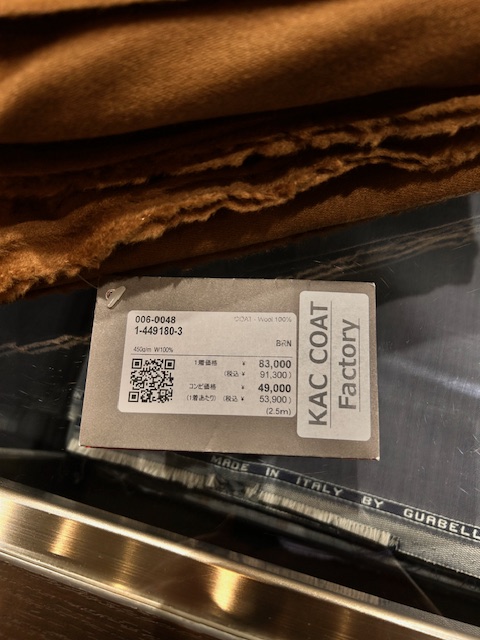 006-0048
COAT - Wool 100%
1-449180-3
BRN
450g/m W100%
1着価格 ¥ 83,000
(税込 ¥ 91,300)
コンビ価格 ¥ 49,000
(1着あたり) (税込 ¥ 53,900)
(2.5m)
KAC COAT
Factory
MADE IN ITALY BY GUABELL